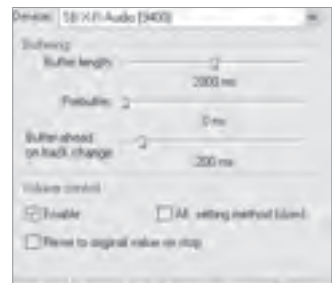 Device: SB X-Fi Audio [9400]
Buffering
Buffer length:
2000 ms
Prebuffer:
0 ms
Buffer-ahead
on track change:
200 ms
Volume control
Enable
Alt. setting method (slow)
Reset to original value on stop